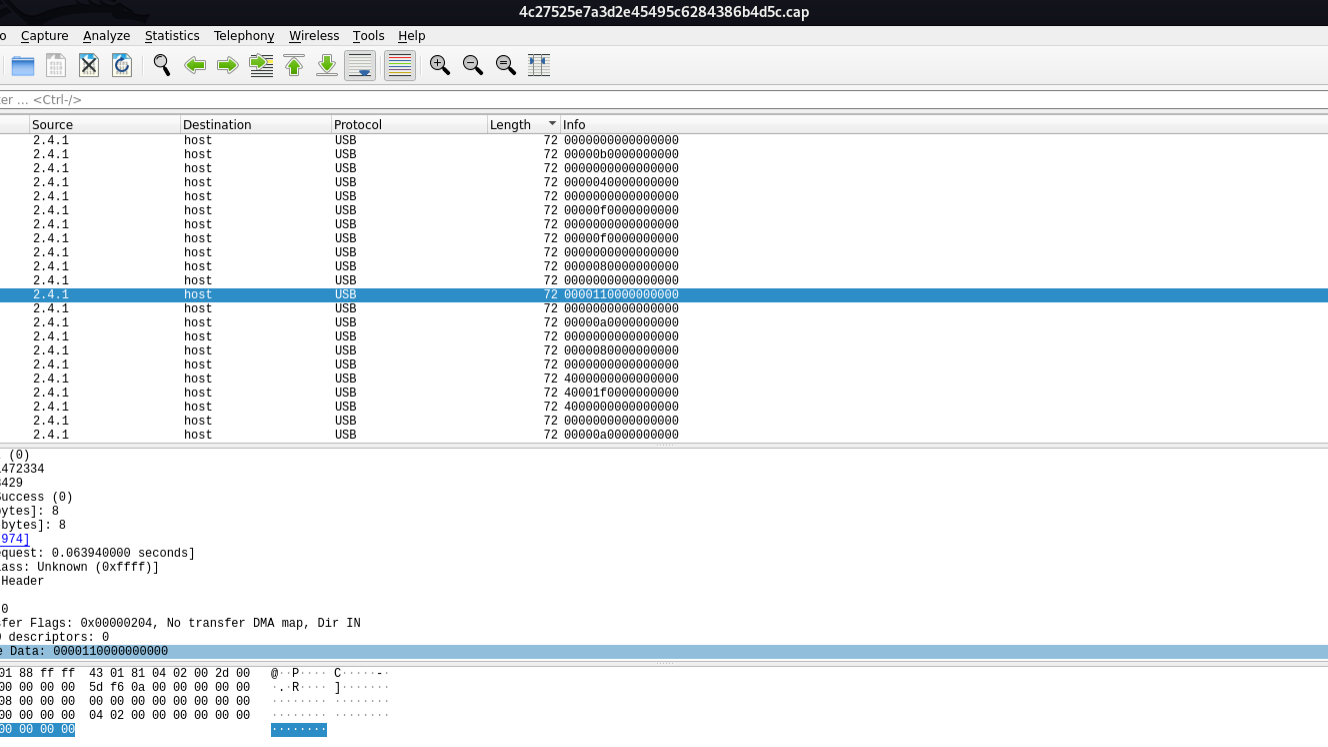 4c27525e7a3d2e45495c6284386b4d5c.cap
o Capture Analyze Statistics Telephony Wireless Tools Help
er ... <Ctrl-/>
Source Destination Protocol Length Info
2.4.1 host USB 72 0000000000000000
2.4.1 host USB 72 00000b0000000000
2.4.1 host USB 72 0000000000000000
2.4.1 host USB 72 0000040000000000
2.4.1 host USB 72 0000000000000000
2.4.1 host USB 72 00000f0000000000
2.4.1 host USB 72 0000000000000000
2.4.1 host USB 72 00000f0000000000
2.4.1 host USB 72 0000000000000000
2.4.1 host USB 72 0000080000000000
2.4.1 host USB 72 0000000000000000
2.4.1 host USB 72 0000110000000000
2.4.1 host USB 72 0000000000000000
2.4.1 host USB 72 00000a0000000000
2.4.1 host USB 72 0000000000000000
2.4.1 host USB 72 0000080000000000
2.4.1 host USB 72 0000000000000000
2.4.1 host USB 72 4000000000000000
2.4.1 host USB 72 40001f0000000000
2.4.1 host USB 72 4000000000000000
2.4.1 host USB 72 0000000000000000
2.4.1 host USB 72 00000a0000000000
(0)
472334
429
uccess (0)
ytes]: 8
bytes]: 8
974]
quest: 0.063940000 seconds]
ass: Unknown (0xffff)]
Header
0
sfer Flags: 0x00000204, No transfer DMA map, Dir IN
descriptors: 0
e Data: 0000110000000000
01 88 ff ff 43 01 81 04 02 00 2d 00 @··P···· C·····-·
00 00 00 00 5d f6 0a 00 00 00 00 00 ·.·R···· ]·······
08 00 00 00 00 00 00 00 00 00 00 00 ········ ········
00 00 00 00 04 02 00 00 00 00 00 00 ········ ········
00 00 00 00 ········